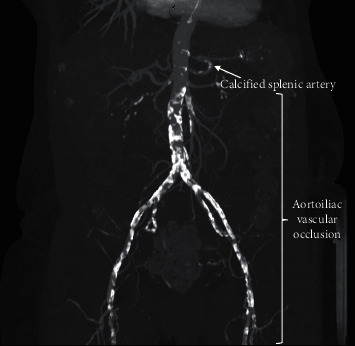 Calcified splenic artery
Aortoiliac
vascular
occlusion